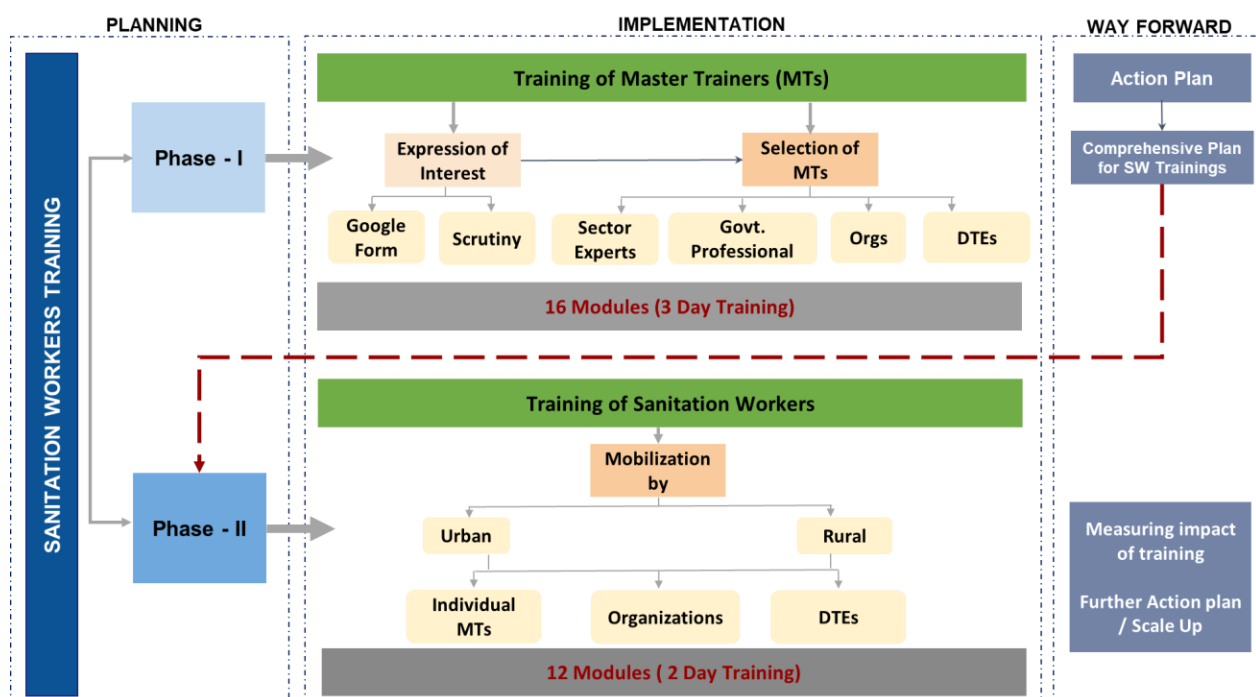 PLANNING
IMPLEMENTATION
WAY FORWARD
SANITATION WORKERS TRAINING
Phase - I
Training of Master Trainers (MTs)
Expression of
Interest
Selection of
MTs
Google
Form
Scrutiny
Sector
Experts
Govt.
Professional
Orgs
DTEs
16 Modules (3 Day Training)
Action Plan
Comprehensive Plan
for SW Trainings
Phase - II
Training of Sanitation Workers
Mobilization
by
Urban
Rural
Individual
MTs
Organizations
DTEs
12 Modules ( 2 Day Training)
Measuring impact
of training
Further Action plan
/ Scale Up